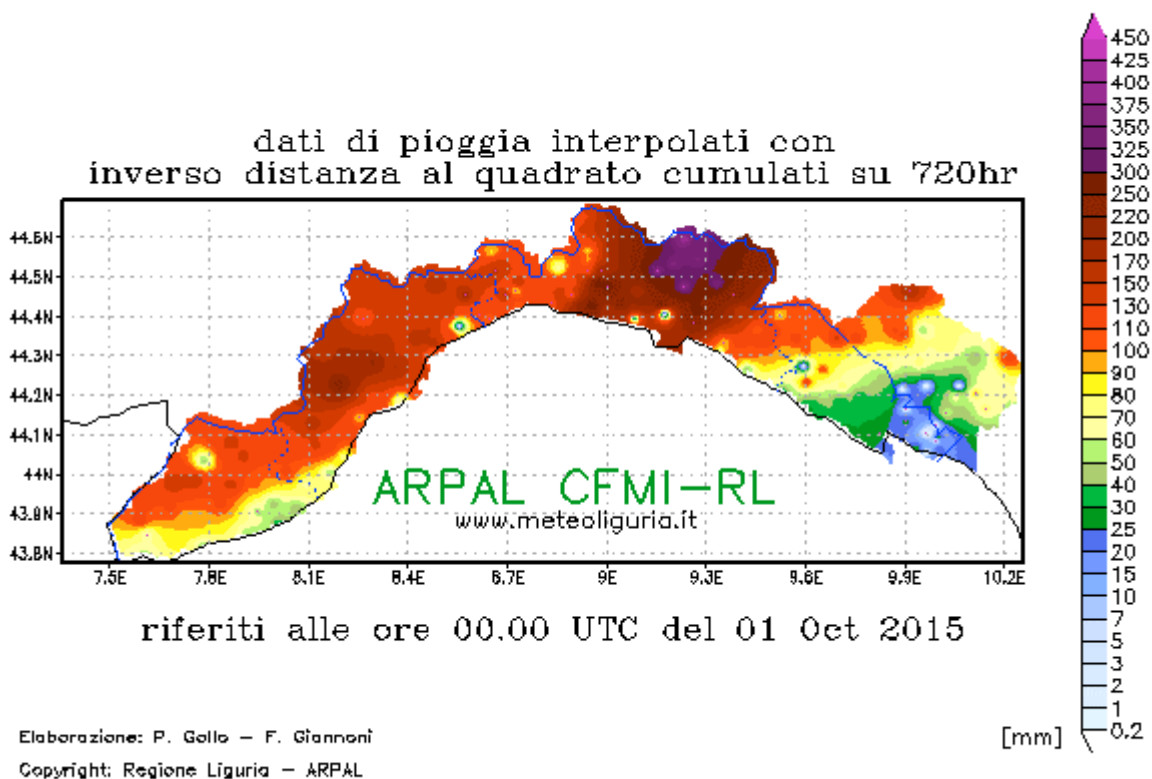 dati di pioggia interpolati con
inverso distanza al quadrato cumulati su 720hr
450
425
400
375
350
325
300
250
220
200
170
150
130
110
100
90
80
70
60
50
40
30
25
20
15
10
7
5
3
2
1
0.2
[mm]
44.6N
44.5N
44.4N
44.3N
44.2N
44.1N
44N
43.9N
43.8N
7.5E 7.8E 8.1E 8.4E 8.7E 9E 9.3E 9.6E 9.9E 10.2E
ARPAL CFMI-RL
www.meteoliguria.it
riferiti alle ore 00.00 UTC del 01 Oct 2015
Elaborazione: P. Gollo - F. Giannoni
Copyright: Regione Liguria - ARPAL